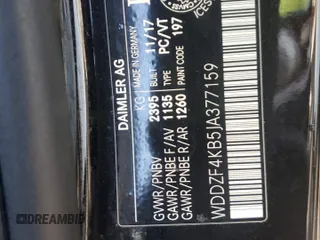 DAIMLER AG
MADE IN GERMANY
KG BUILT 11/17 PC/VT
GVWR/PNBV 2395 TYPE
GAWR/PNBE F/AV 1135 PAINT 197
GAWR/PNBE R/AR 1260
WDDZF4KB5JA377159
DREAMBID